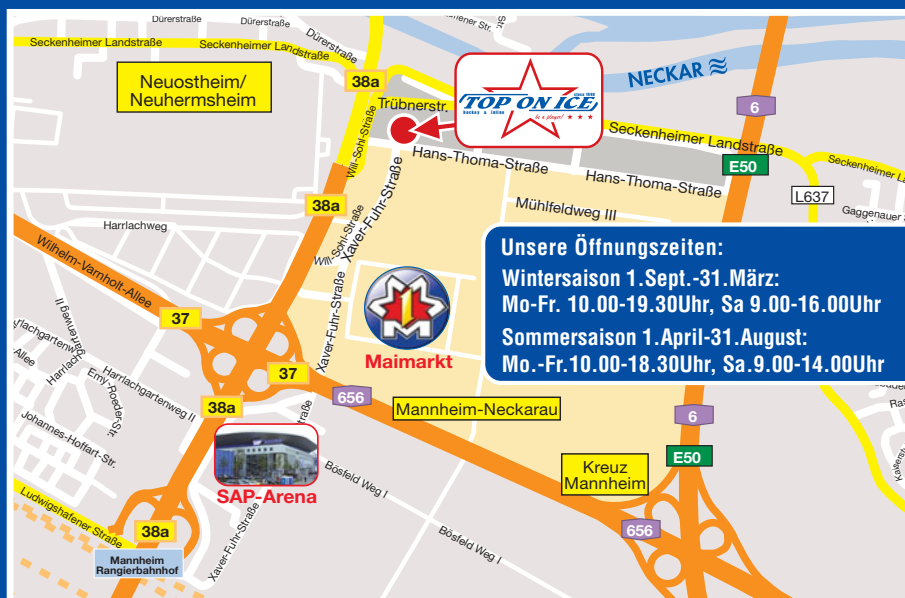 Dürerstraße
Dürerstraße
Dürerstraße
Seckenheimer Landstraße
Seckenheimer Landstraße
38a
Neuostheim/
Neuhermsheim
NECKAR
TOP ON ICE
since 1990
hockey & inline
be a player!
Trübnerstr.
6
Seckenheimer Landstraße
E50
Will-Sohl-Straße
Hans-Thoma-Straße
Hans-Thoma-Straße
Seckenheimer La
L637
Mühlfeldweg III
Gaggenauer S
38a
Xaver-Fuhr-Straße
Will-Sohl-Straße
Harrlachweg
Wilhelm-Varnholt-Allee
Unsere Öffnungszeiten:
Wintersaison 1.Sept.-31.März:
Mo-Fr. 10.00-19.30Uhr, Sa 9.00-16.00Uhr
Sommersaison 1.April-31.August:
Mo.-Fr.10.00-18.30Uhr, Sa.9.00-14.00Uhr
37
Xaver-Fuhr-Straße
M
Maimarkt
37
656
Mannheim-Neckarau
6
E50
Harrlachgartenweg II
38a
Emy-Roeder-Str.
Johannes-Hoffart-Str.
SAP-Arena
Bösfeld Weg I
Bösfeld Weg I
Kreuz
Mannheim
656
Ludwigshafener Straße
38a
Mannheim
Rangierbahnhof
Xaver-Fuhr-Straße